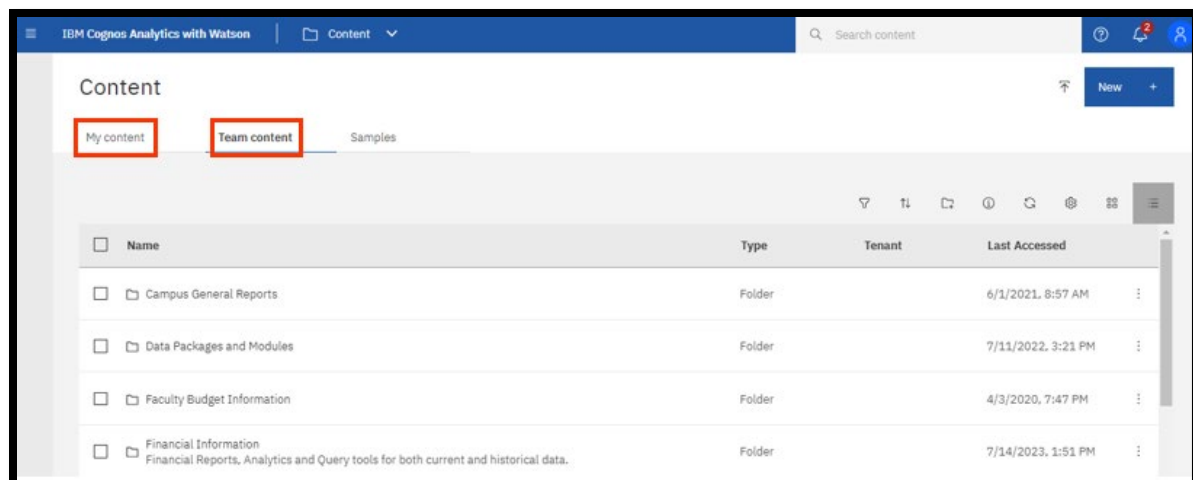 IBM Cognos Analytics with Watson Content Search content 2
Content New +
My content Team content Samples
Name Type Tenant Last Accessed
Campus General Reports Folder 6/1/2021, 8:57 AM
Data Packages and Modules Folder 7/11/2022, 3:21 PM
Faculty Budget Information Folder 4/3/2020, 7:47 PM
Financial Information
Financial Reports, Analytics and Query tools for both current and historical data. Folder 7/14/2023, 1:51 PM